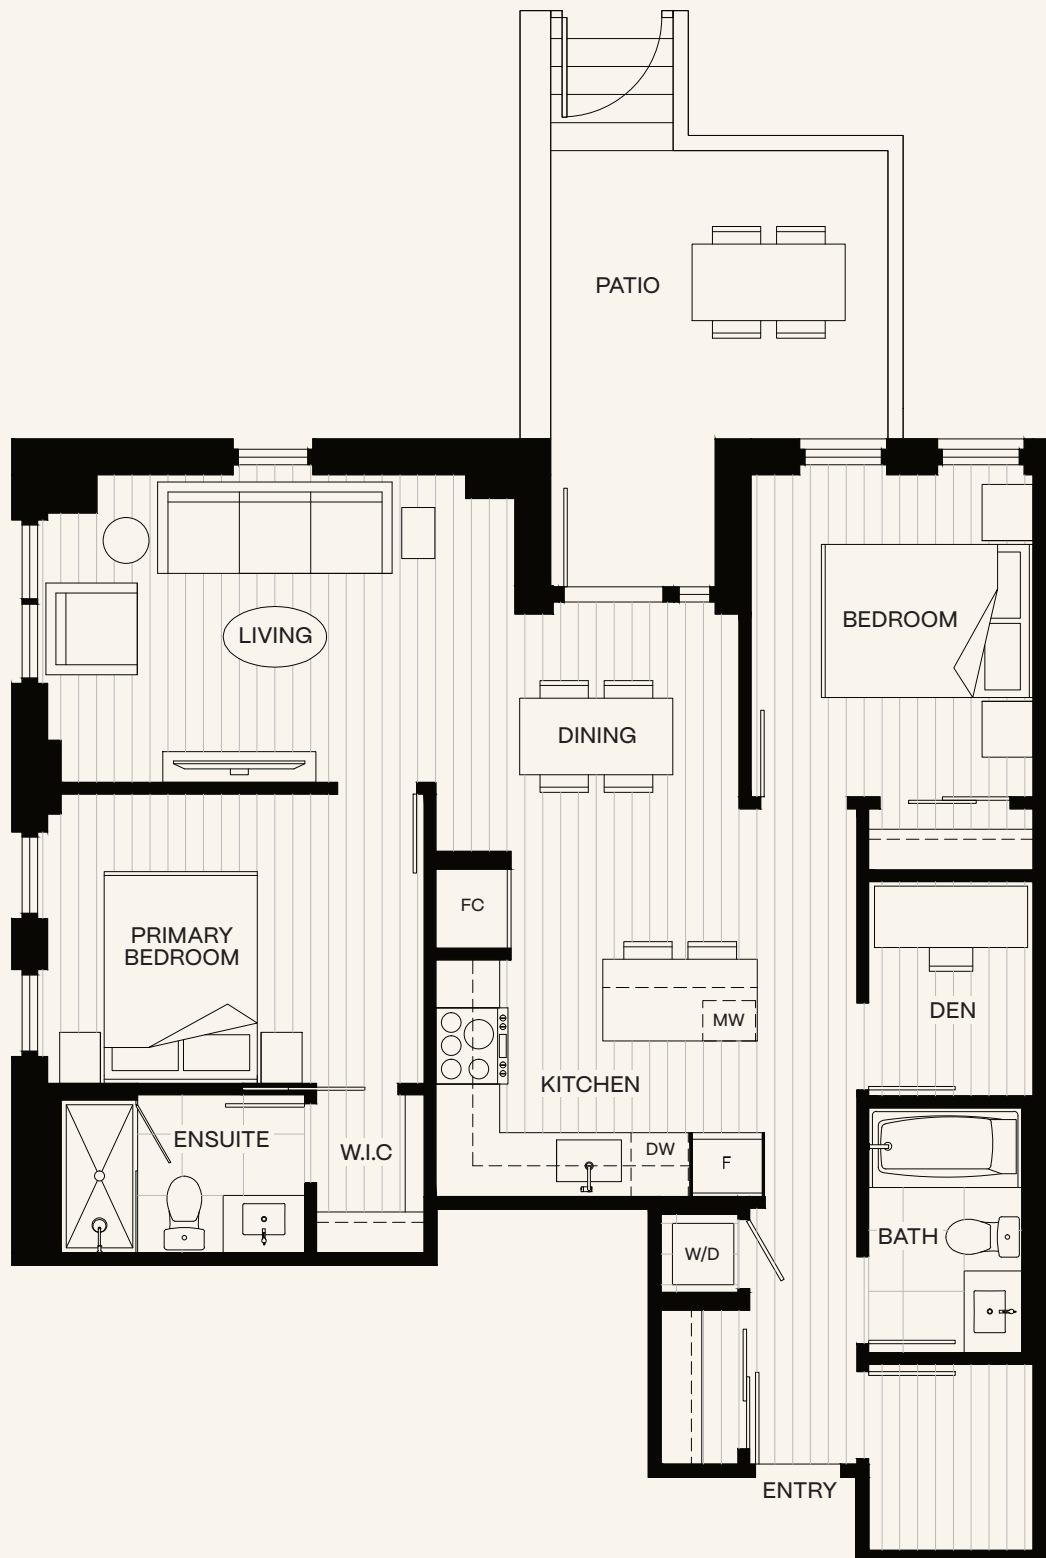 PATIO
LIVING
BEDROOM
DINING
FC
PRIMARY
BEDROOM
DEN
MW
KITCHEN
ENSUITE
W.I.C
DW
F
BATH
W/D
ENTRY